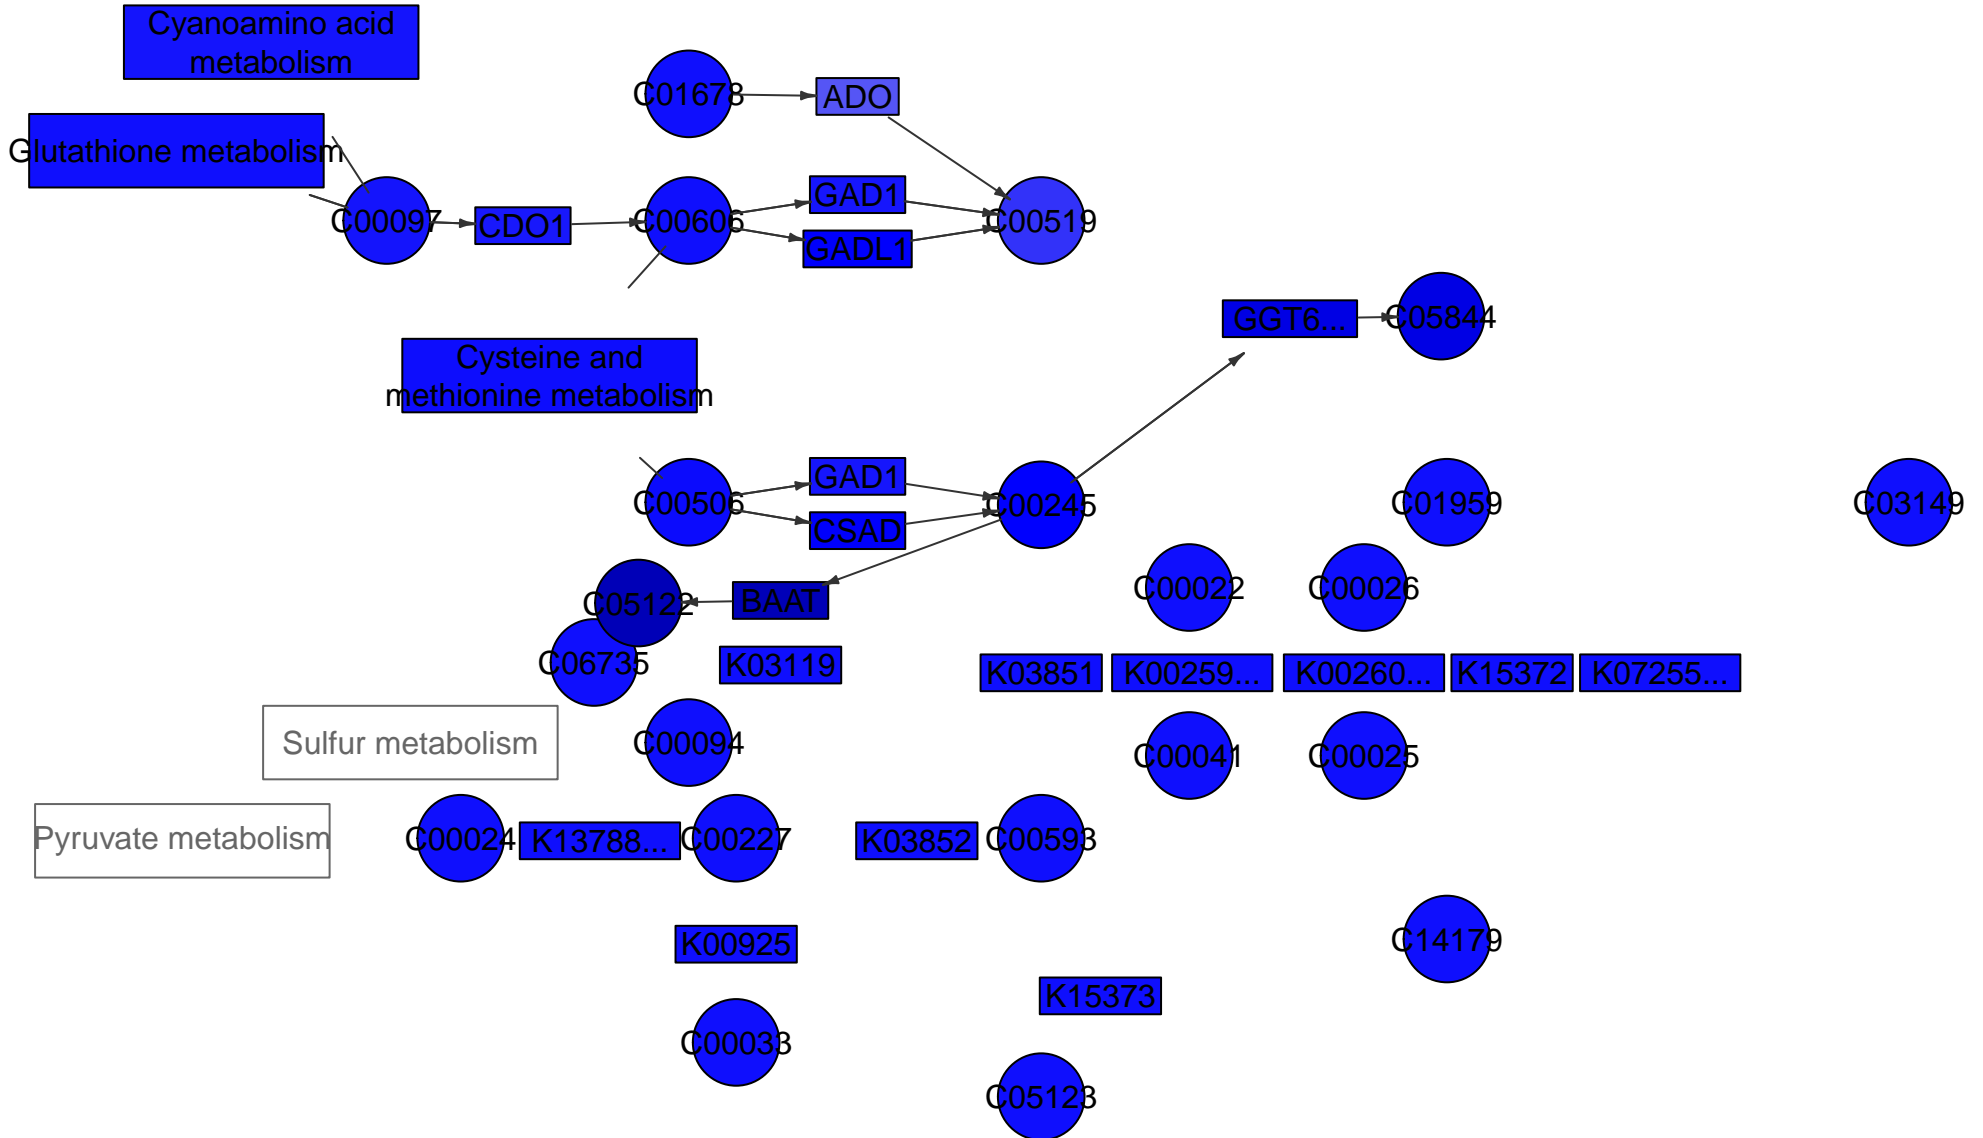 Cyanoamino acid
metabolism
C01678
ADO
Glutathione metabolism
GAD1
C00097
CDO1
C00606
C00519
GADL1
GGT6...
C05844
Cysteine and
methionine metabolism
GAD1
C00506
C00245
C01959
C03149
CSAD
C00022
C00026
C05122
BAAT
C06735
K03119
K03851
K00259...
K00260...
K15372
K07255...
Sulfur metabolism
C00094
C00041
C00025
Pyruvate metabolism
C00024
K13788...
C00227
K03852
C00593
K00925
C14179
K15373
C00033
C05123